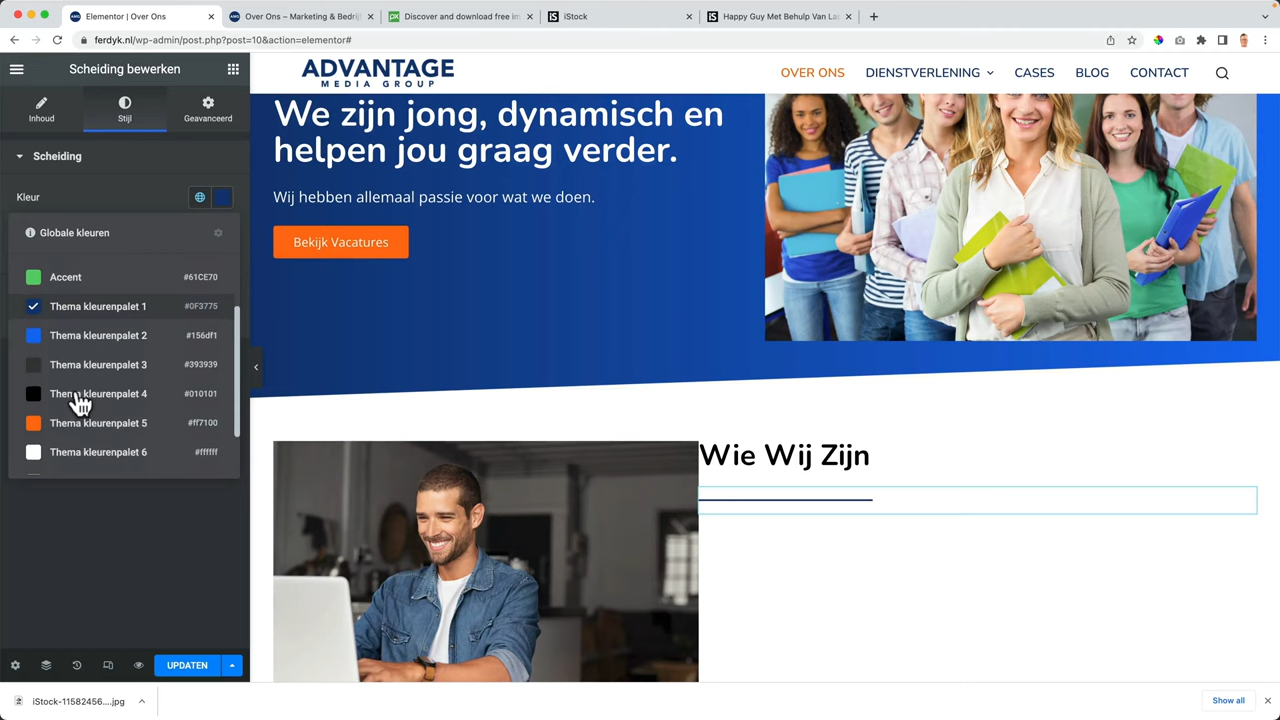 Elementor | Over Ons
Over Ons – Marketing & Bedrij
Discover and download free im
iStock
Happy Guy Met Behulp Van La
ferdyk.nl/wp-admin/post.php?post=10&action=elementor#
Scheiding bewerken
Inhoud
Stijl
Geavanceerd
Scheiding
Kleur
Globale kleuren
Accent #61CE70
Thema kleurenpalet 1 #0F3775
Thema kleurenpalet 2 #156df1
Thema kleurenpalet 3 #393939
Thema kleurenpalet 4 #010101
Thema kleurenpalet 5 #ff7100
Thema kleurenpalet 6 #ffffff
UPDATEN
ADVANTAGE
MEDIA GROUP
OVER ONS
DIENSTVERLENING
CASES
BLOG
CONTACT
We zijn jong, dynamisch en
helpen jou graag verder.
Wij hebben allemaal passie voor wat we doen.
Bekijk Vacatures
Wie Wij Zijn
iStock-11582456....jpg
Show all